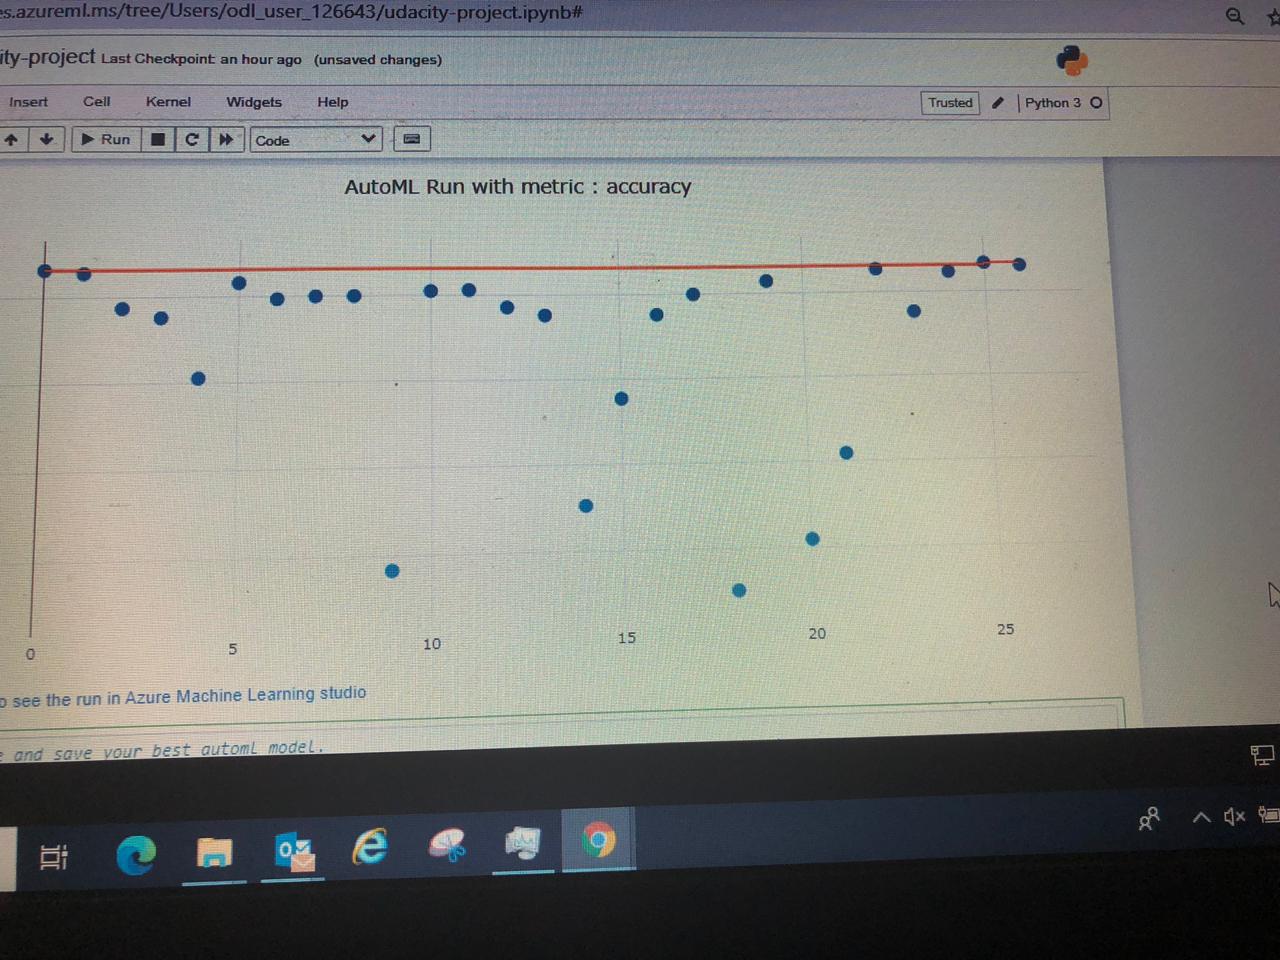 es.azureml.ms/tree/Users/odl_user_126643/udacity-project.ipynb#
ity-project Last Checkpoint: an hour ago (unsaved changes)
Insert Cell Kernel Widgets Help Trusted Python 3
Run Code
AutoML Run with metric : accuracy
0 5 10 15 20 25
o see the run in Azure Machine Learning studio
e and save your best automl model.